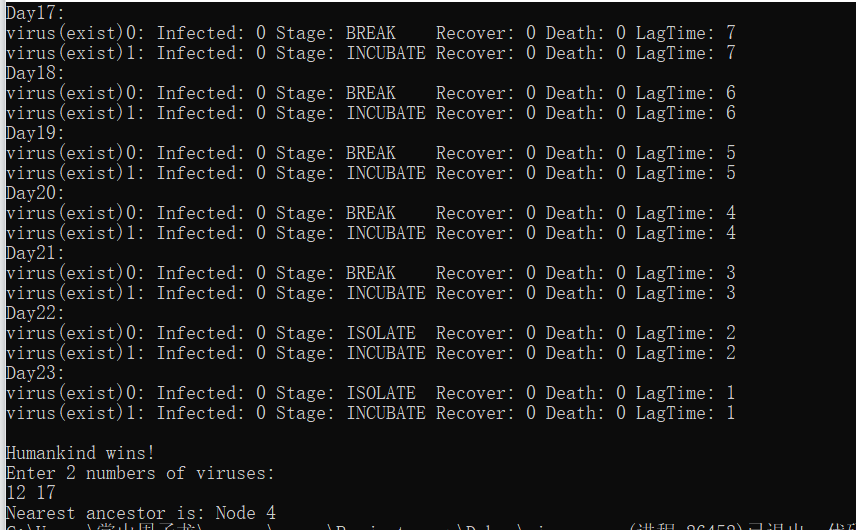 Day17:
virus(exist)0: Infected: 0 Stage: BREAK    Recover: 0 Death: 0 LagTime: 7
virus(exist)1: Infected: 0 Stage: INCUBATE Recover: 0 Death: 0 LagTime: 7
Day18:
virus(exist)0: Infected: 0 Stage: BREAK    Recover: 0 Death: 0 LagTime: 6
virus(exist)1: Infected: 0 Stage: INCUBATE Recover: 0 Death: 0 LagTime: 6
Day19:
virus(exist)0: Infected: 0 Stage: BREAK    Recover: 0 Death: 0 LagTime: 5
virus(exist)1: Infected: 0 Stage: INCUBATE Recover: 0 Death: 0 LagTime: 5
Day20:
virus(exist)0: Infected: 0 Stage: BREAK    Recover: 0 Death: 0 LagTime: 4
virus(exist)1: Infected: 0 Stage: INCUBATE Recover: 0 Death: 0 LagTime: 4
Day21:
virus(exist)0: Infected: 0 Stage: BREAK    Recover: 0 Death: 0 LagTime: 3
virus(exist)1: Infected: 0 Stage: INCUBATE Recover: 0 Death: 0 LagTime: 3
Day22:
virus(exist)0: Infected: 0 Stage: ISOLATE  Recover: 0 Death: 0 LagTime: 2
virus(exist)1: Infected: 0 Stage: INCUBATE Recover: 0 Death: 0 LagTime: 2
Day23:
virus(exist)0: Infected: 0 Stage: ISOLATE  Recover: 0 Death: 0 LagTime: 1
virus(exist)1: Infected: 0 Stage: INCUBATE Recover: 0 Death: 0 LagTime: 1
Humankind wins!
Enter 2 numbers of viruses:
12 17
Nearest ancestor is: Node 4